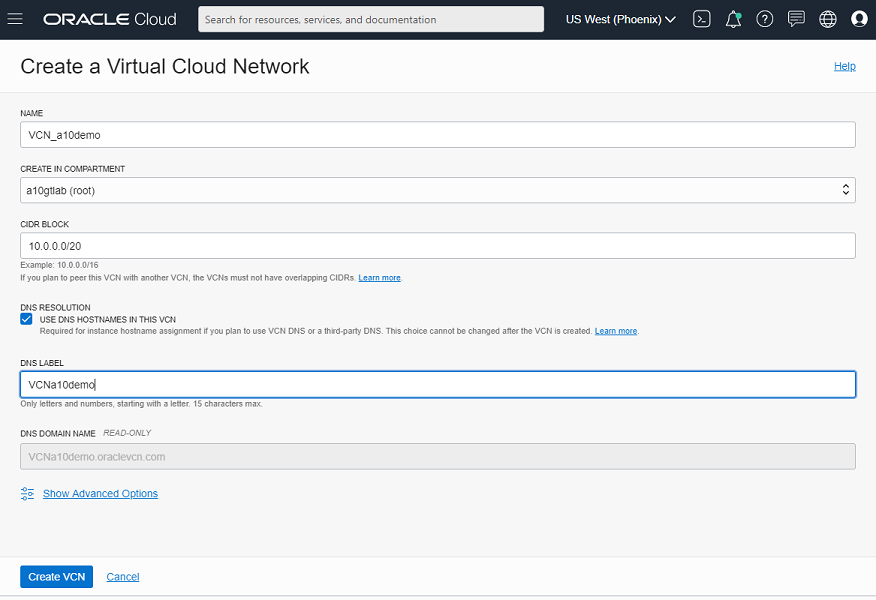 ORACLE Cloud
Search for resources, services, and documentation
US West (Phoenix)
Create a Virtual Cloud Network
Help
NAME
VCN_a10demo
CREATE IN COMPARTMENT
a10gtlab (root)
CIDR BLOCK
10.0.0.0/20
Example: 10.0.0.0/16
If you plan to peer this VCN with another VCN, the VCNs must not have overlapping CIDRs. Learn more.
DNS RESOLUTION
USE DNS HOSTNAMES IN THIS VCN
Required for instance hostname assignment if you plan to use VCN DNS or a third-party DNS. This choice cannot be changed after the VCN is created. Learn more.
DNS LABEL
VCNa10demo
Only letters and numbers, starting with a letter. 15 characters max.
DNS DOMAIN NAME READ-ONLY
VCNa10demo.oraclevcn.com
Show Advanced Options
Create VCN Cancel